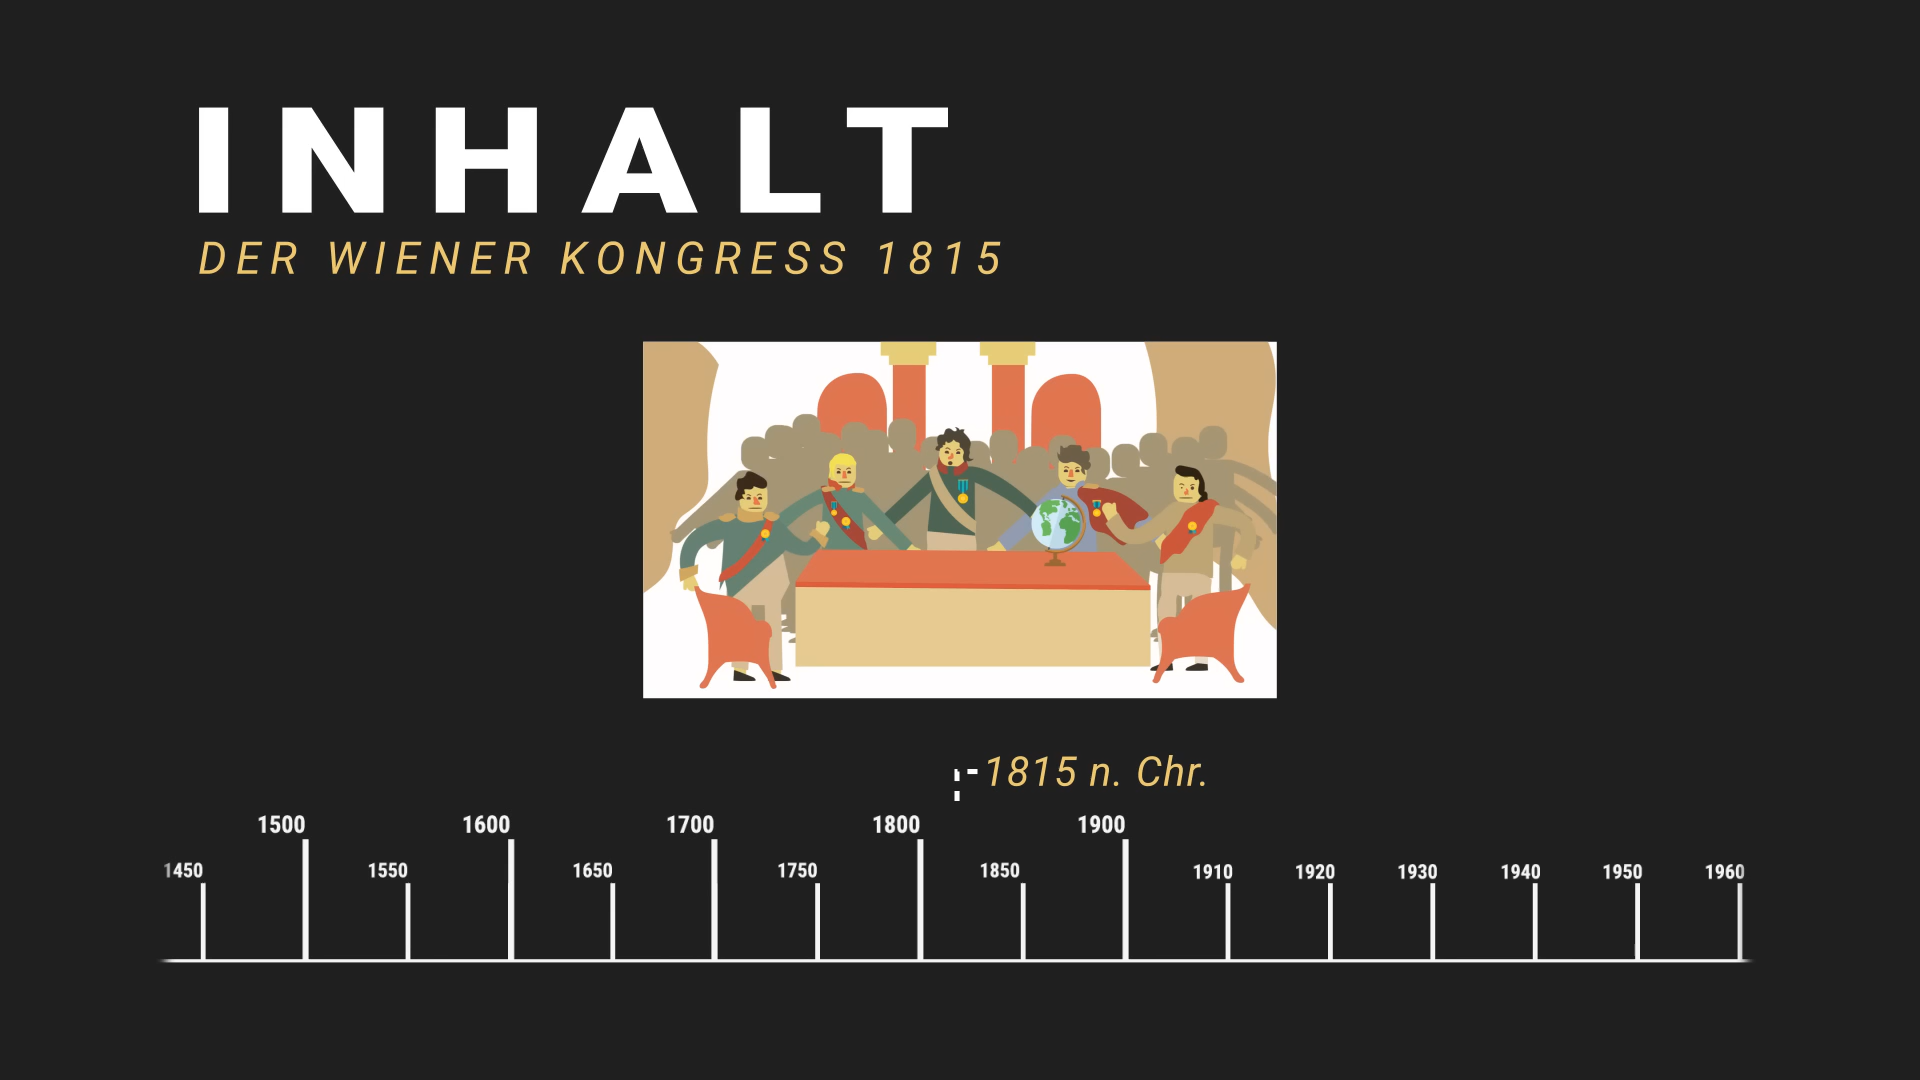 INHALT
DER WIENER KONGRESS 1815
1815 n. Chr.
1500 1600 1700 1800 1900
1450 1550 1650 1750 1850 1910 1920 1930 1940 1950 1960